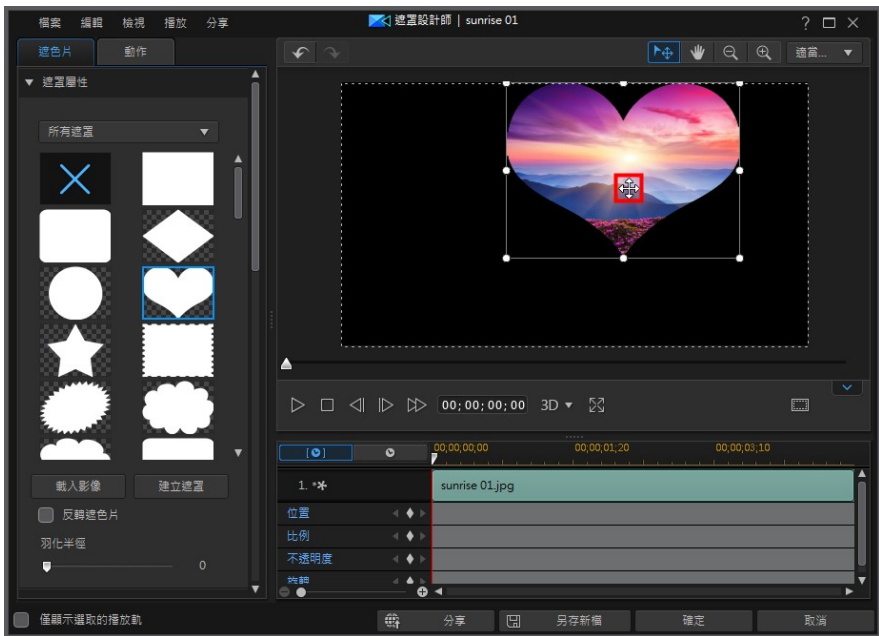 檔案 編輯 檢視 播放 分享
遮罩設計師 | sunrise 01
?
遮色片 動作
適當...
遮罩屬性
所有遮罩
00;00;00;00 3D
00;00;00;00 00;00;01;20 00;00;03;10
載入影像 建立遮罩
1. sunrise 01.jpg
反轉遮色片
位置
羽化半徑
比例
0
不透明度
旋轉
僅顯示選取的播放軌
分享 另存新檔 確定 取消